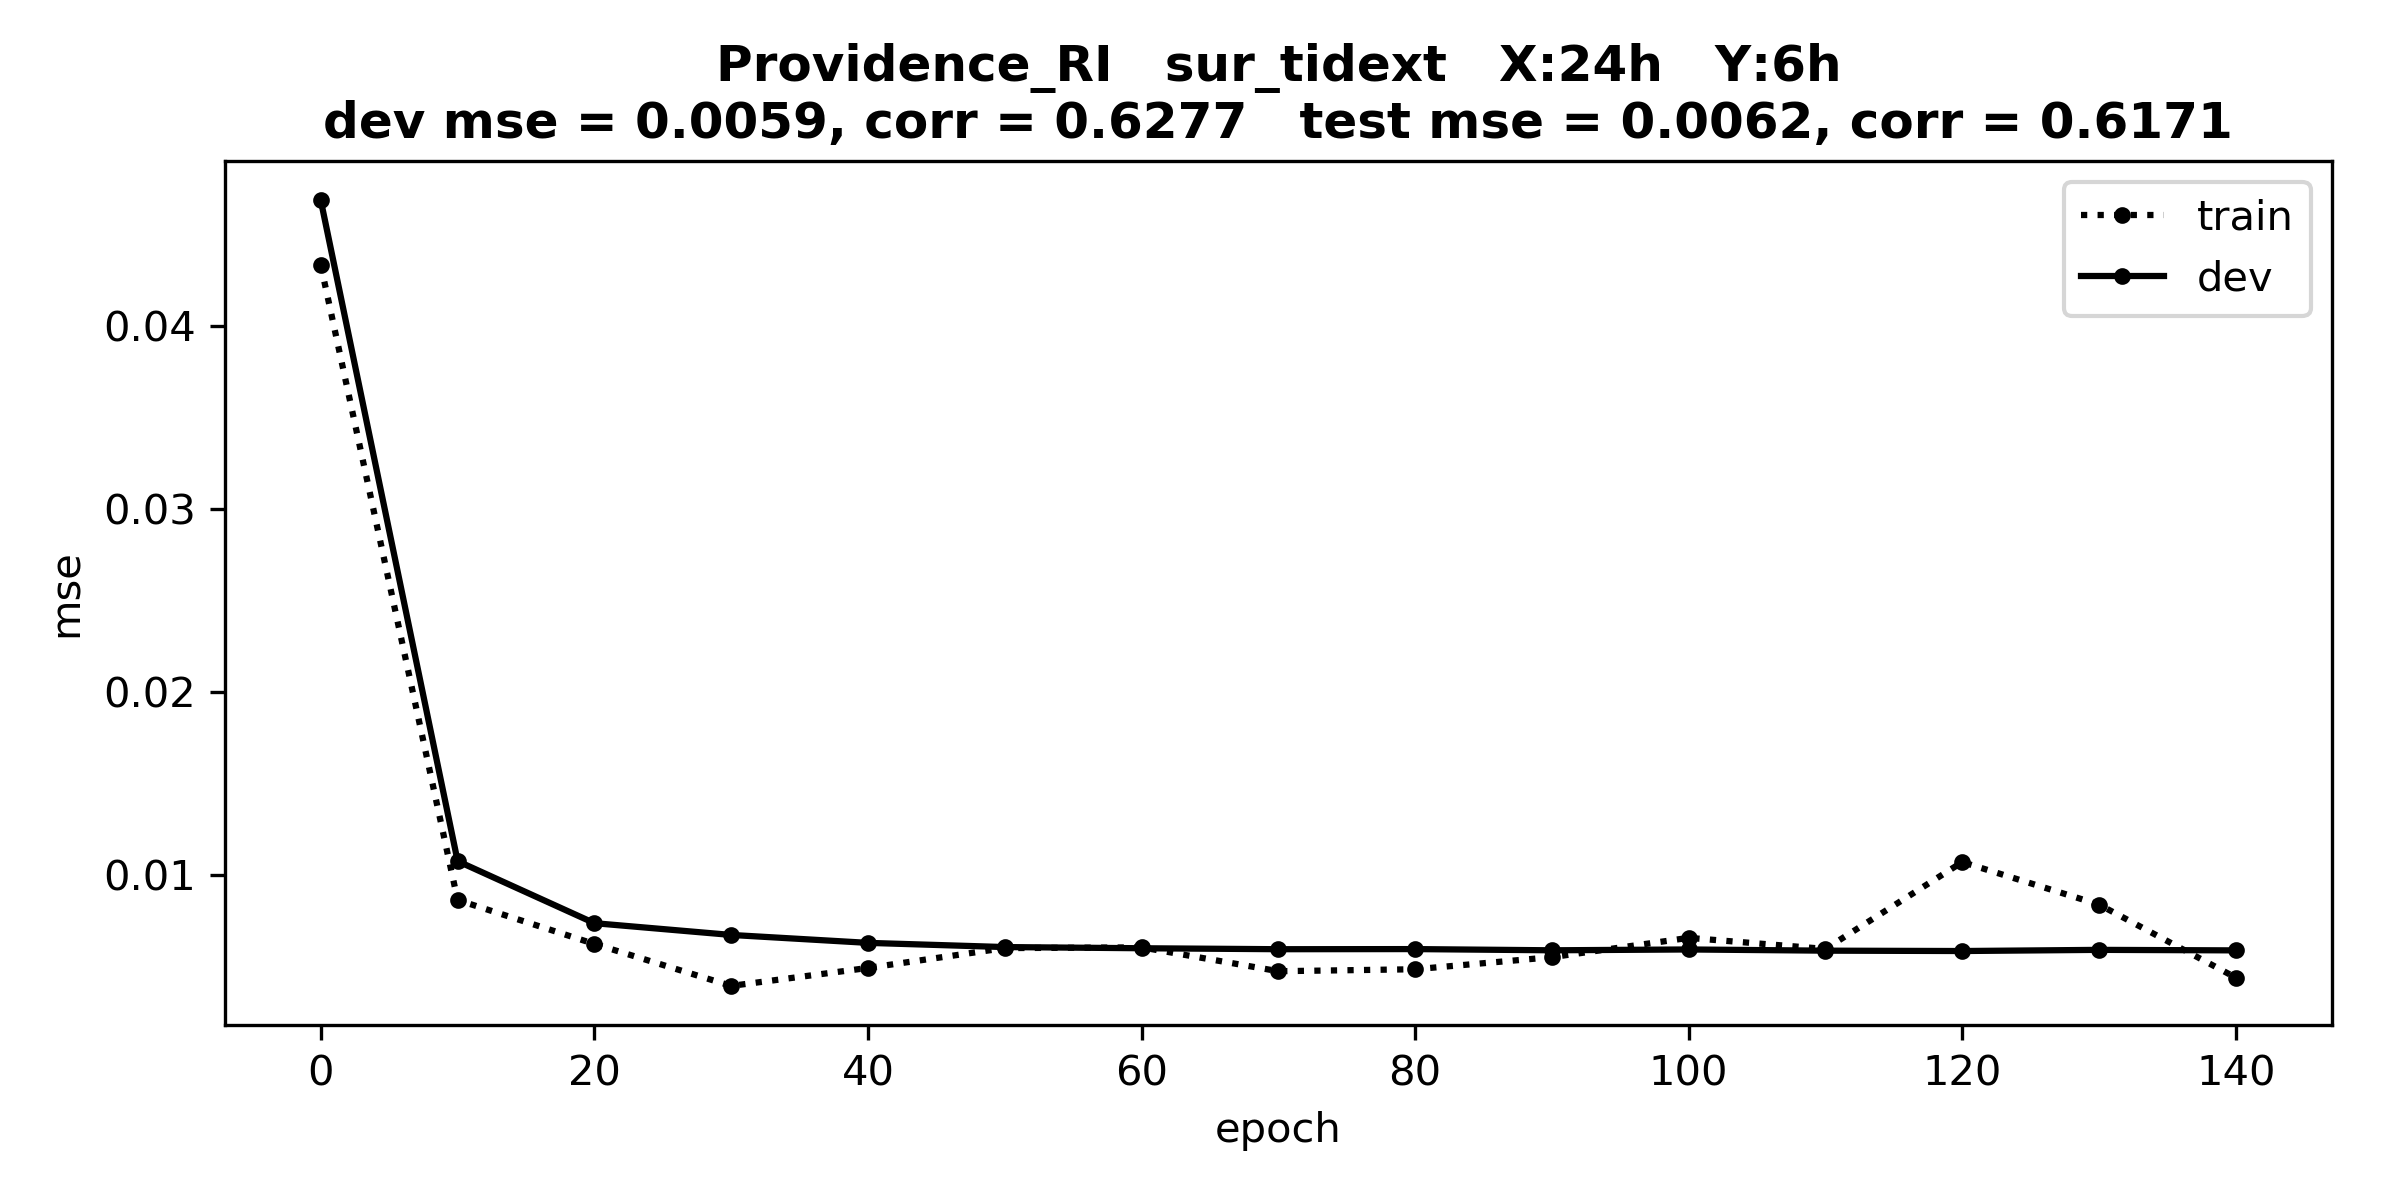 Providence_RI   sur_tidext   X:24h   Y:6h
dev mse = 0.0059, corr = 0.6277   test mse = 0.0062, corr = 0.6171
train
dev
0.04
0.03
0.02
0.01
mse
0 20 40 60 80 100 120 140
epoch